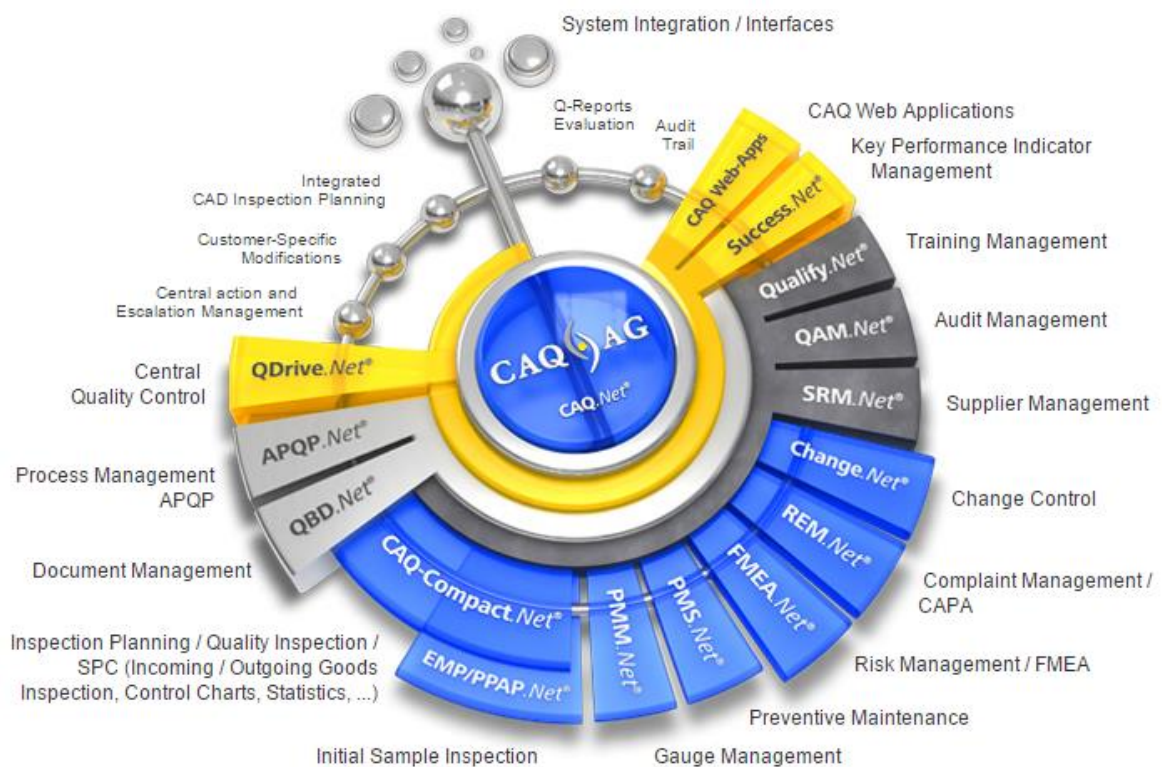 System Integration / Interfaces
Q-Reports
Evaluation
Audit
Trail
CAQ Web Applications
Key Performance Indicator
Management
Integrated
CAD Inspection Planning
Customer-Specific
Modifications
Central action and
Escalation Management
CAQ Web-Apps
Success.Net®
Qualify.Net®
Training Management
QAM.Net®
Audit Management
SRM.Net®
Supplier Management
CAQ AG
CAQ.Net®
QDrive.Net®
Central
Quality Control
APQP.Net®
Process Management
APQP
QBD.Net®
Document Management
Change.Net®
Change Control
REM.Net®
Complaint Management /
CAPA
FMEA.Net®
Risk Management / FMEA
PMS.Net®
Preventive Maintenance
PMM.Net®
Gauge Management
CAQ-Compact.Net®
Inspection Planning / Quality Inspection /
SPC (Incoming / Outgoing Goods
Inspection, Control Charts, Statistics, ...)
EMP/PPAP.Net®
Initial Sample Inspection